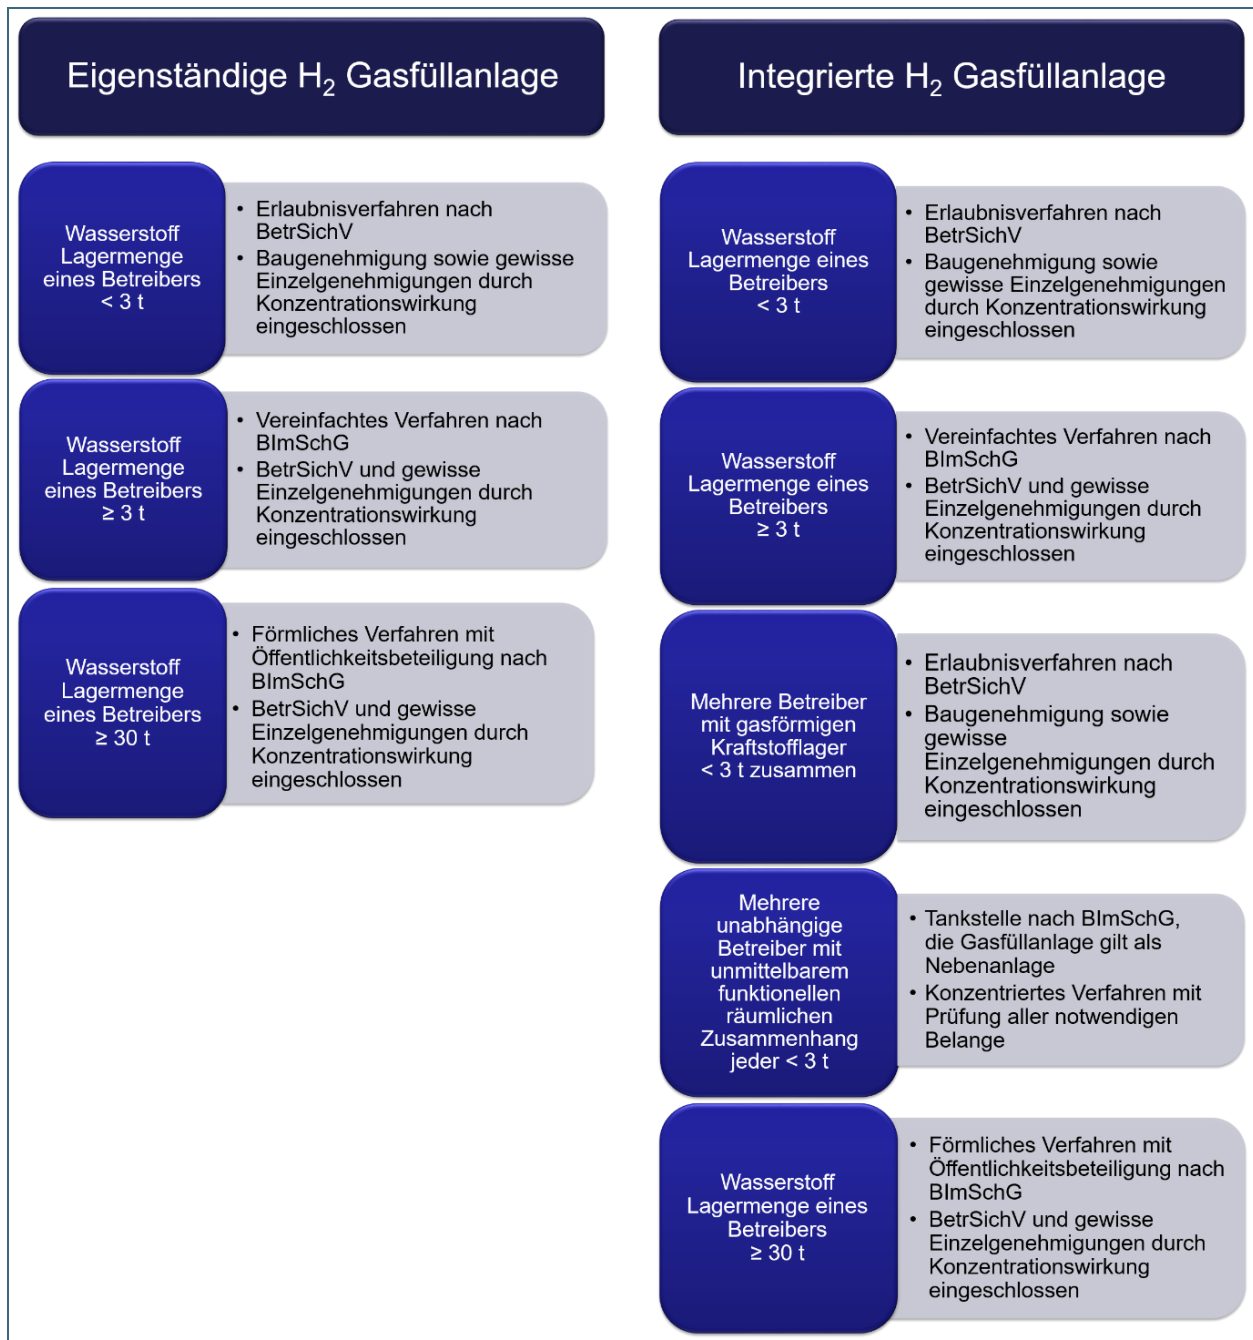 Eigenständige H₂ Gasfüllanlage
Wasserstoff
Lagermenge
eines Betreibers
< 3 t
• Erlaubnisverfahren nach
BetrSichV
• Baugenehmigung sowie gewisse
Einzelgenehmigungen durch
Konzentrationswirkung
eingeschlossen
Wasserstoff
Lagermenge
eines Betreibers
≥ 3 t
• Vereinfachtes Verfahren nach
BImSchG
• BetrSichV und gewisse
Einzelgenehmigungen durch
Konzentrationswirkung
eingeschlossen
Wasserstoff
Lagermenge
eines Betreibers
≥ 30 t
• Förmliches Verfahren mit
Öffentlichkeitsbeteiligung nach
BImSchG
• BetrSichV und gewisse
Einzelgenehmigungen durch
Konzentrationswirkung
eingeschlossen
Integrierte H₂ Gasfüllanlage
Wasserstoff
Lagermenge eines
Betreibers
< 3 t
• Erlaubnisverfahren nach
BetrSichV
• Baugenehmigung sowie
gewisse Einzelgenehmigungen
durch Konzentrationswirkung
eingeschlossen
Wasserstoff
Lagermenge eines
Betreibers
≥ 3 t
• Vereinfachtes Verfahren nach
BImSchG
• BetrSichV und gewisse
Einzelgenehmigungen durch
Konzentrationswirkung
eingeschlossen
Mehrere Betreiber
mit gasförmigen
Kraftstofflager
< 3 t zusammen
• Erlaubnisverfahren nach
BetrSichV
• Baugenehmigung sowie
gewisse
Einzelgenehmigungen durch
Konzentrationswirkung
eingeschlossen
Mehrere
unabhängige
Betreiber mit
unmittelbarem
funktionellen
räumlichen
Zusammenhang
jeder < 3 t
• Tankstelle nach BImSchG,
die Gasfüllanlage gilt als
Nebenanlage
• Konzentriertes Verfahren mit
Prüfung aller notwendigen
Belange
Wasserstoff
Lagermenge eines
Betreibers
≥ 30 t
• Förmliches Verfahren mit
Öffentlichkeitsbeteiligung nach
BImSchG
• BetrSichV und gewisse
Einzelgenehmigungen durch
Konzentrationswirkung
eingeschlossen